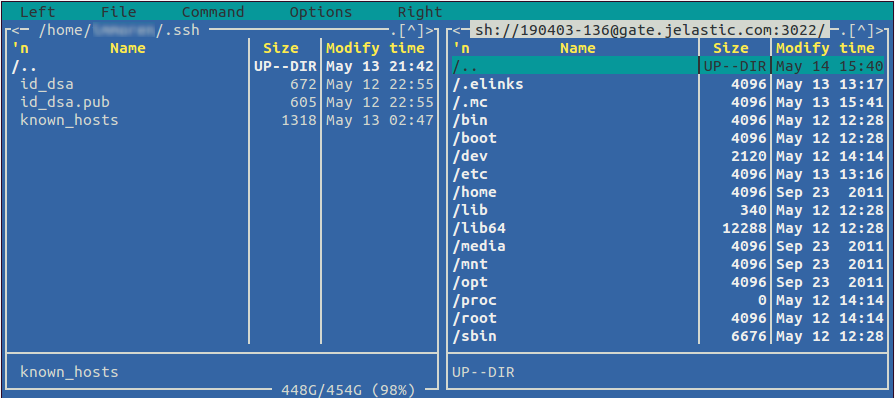 Left File Command Options Right
<─ /home/ /.ssh ─.[^]>
'n Name Size Modify time
/.. UP--DIR May 13 21:42
id_dsa 672 May 12 22:55
id_dsa.pub 605 May 12 22:55
known_hosts 1318 May 13 02:47
known_hosts
448G/454G (98%)
<─ sh://190403-136@gate.jelastic.com:3022/ ─.[^]>
'n Name Size Modify time
/.. UP--DIR May 14 15:40
/.elinks 4096 May 13 13:17
/.mc 4096 May 13 15:41
/bin 4096 May 12 12:28
/boot 4096 May 12 12:28
/dev 2120 May 12 14:14
/etc 4096 May 13 13:16
/home 4096 Sep 23 2011
/lib 340 May 12 12:28
/lib64 12288 May 12 12:28
/media 4096 Sep 23 2011
/mnt 4096 Sep 23 2011
/opt 4096 Sep 23 2011
/proc 0 May 12 14:14
/root 4096 May 12 14:14
/sbin 6676 May 12 12:28
UP--DIR